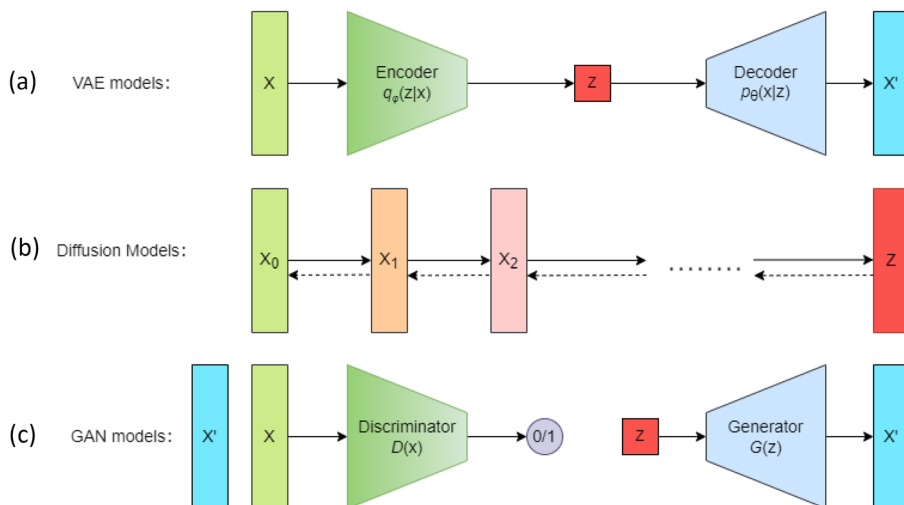 (a) VAE models: X Encoder qφ(z|x) Z Decoder pθ(x|z) X'
(b) Diffusion Models: X0 X1 X2 ........ Z
(c) GAN models: X' X Discriminator D(x) 0/1 Z Generator G(z) X'